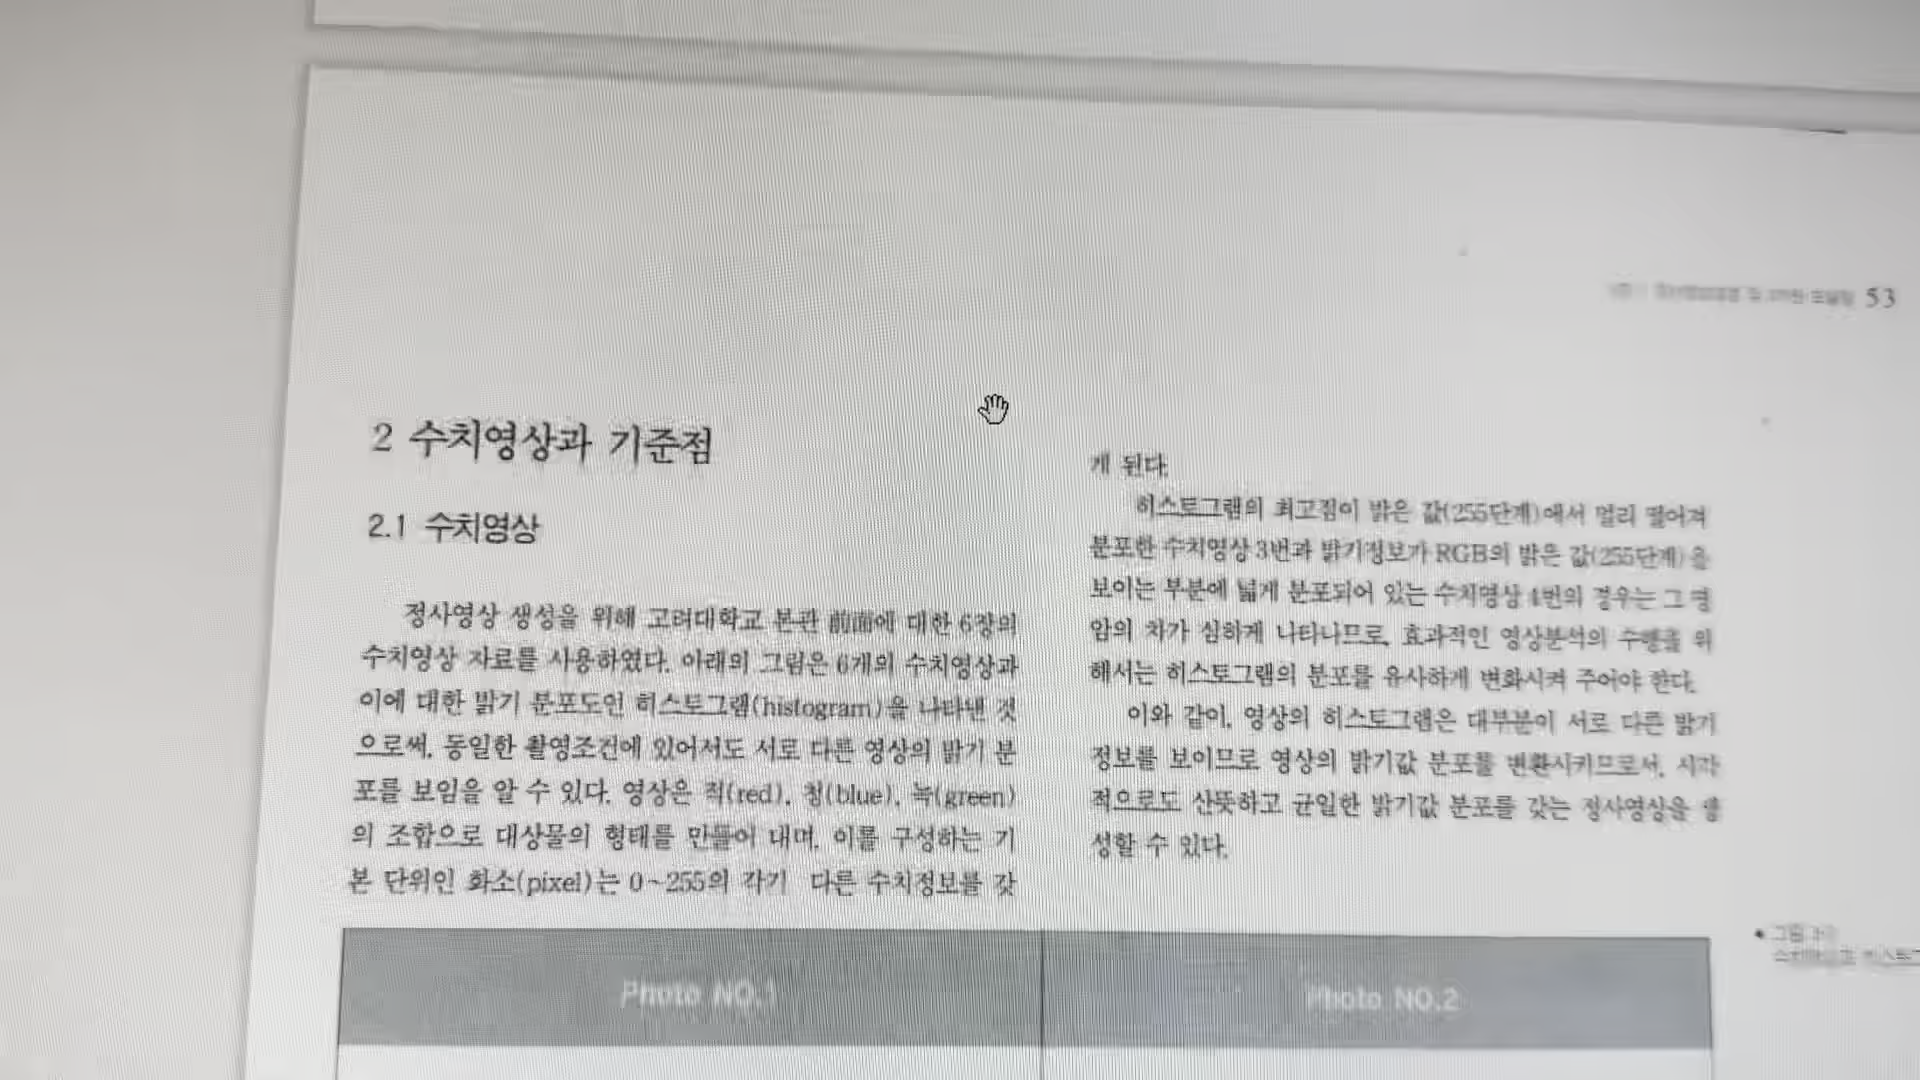 53
2 수치영상과 기준점
2.1 수치영상
정사영상 생성을 위해 고려대학교 본관 前面에 대한 6장의
수치영상 자료를 사용하였다. 아래의 그림은 6개의 수치영상과
이에 대한 밝기 분포도인 히스토그램(histogram)을 나타낸 것
으로써, 동일한 촬영조건에 있어서도 서로 다른 영상의 밝기 분
포를 보임을 알 수 있다. 영상은 적(red), 청(blue), 녹(green)
의 조합으로 대상물의 형태를 만들어 내며, 이를 구성하는 기
본 단위인 화소(pixel)는 0~255의 각기 다른 수치정보를 갖
게 된다.
히스토그램의 최고점이 밝은 값(255단계)에서 멀리 떨어져
분포한 수치영상 3번과 밝기정보가 RGB의 밝은 값(255단계)을
보이는 부분에 넓게 분포되어 있는 수치영상 4번의 경우는 그 명
암의 차가 심하게 나타나므로, 효과적인 영상분석의 수행을 위
해서는 히스토그램의 분포를 유사하게 변화시켜 주어야 한다.
이와 같이, 영상의 히스토그램은 대부분이 서로 다른 밝기
정보를 보이므로 영상의 밝기값 분포를 변환시키므로서, 시각
적으로도 산뜻하고 균일한 밝기값 분포를 갖는 정사영상을 생
성할 수 있다.
Photo NO.1
Photo NO.2
그림